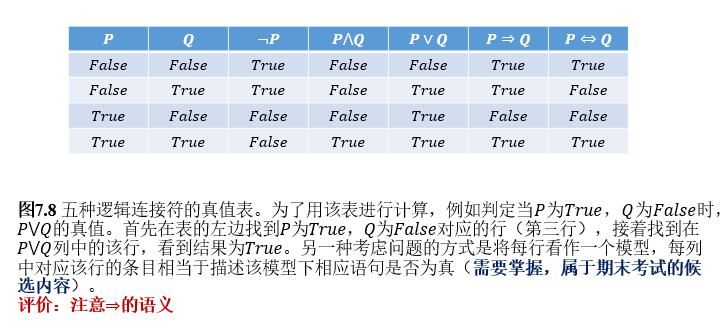 P Q ¬P P∧Q P∨Q P⇒Q P⇔Q
False False True False False True True
False True True False True True False
True False False False True False False
True True False True True True True
图7.8 五种逻辑连接符的真值表。为了用该表进行计算，例如判定当P为True，Q为False时，
P∨Q的真值。首先在表的左边找到P为True，Q为False对应的行（第三行），接着找到在
P∨Q列中的该行，看到结果为True。另一种考虑问题的方式是将每行看作一个模型，每列
中对应该行的条目相当于描述该模型下相应语句是否为真（需要掌握，属于期末考试的候
选内容）。
评价：注意⇒的语义